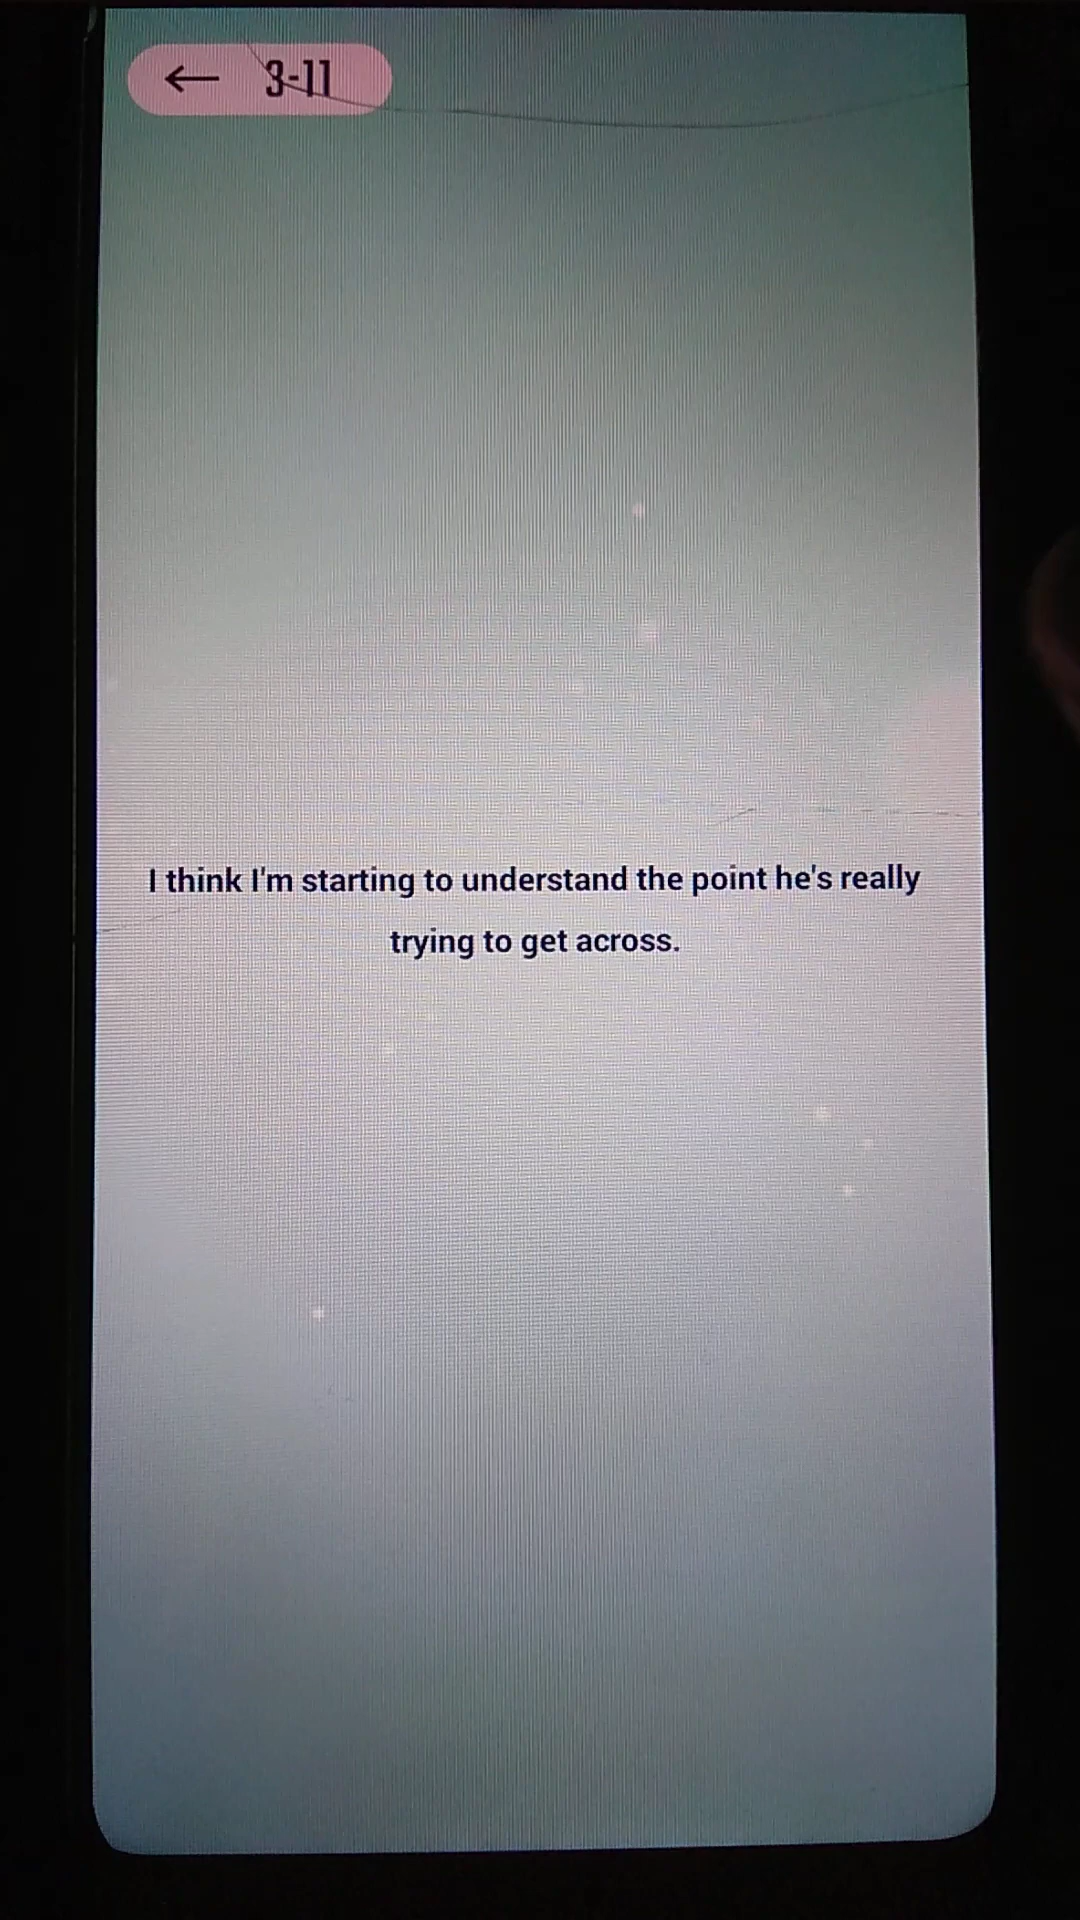 ← 3-11
I think I'm starting to understand the point he's really
trying to get across.